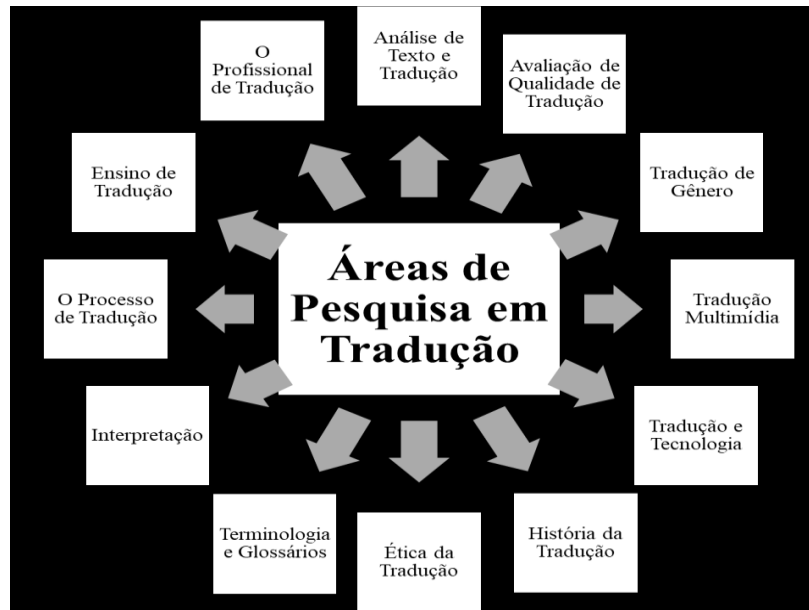 Áreas de
Pesquisa em
Tradução
Análise de
Texto e
Tradução
Avaliação de
Qualidade de
Tradução
Tradução de
Gênero
Tradução
Multimídia
Tradução e
Tecnologia
História da
Tradução
Ética da
Tradução
Terminologia
e Glossários
Interpretação
O Processo
de Tradução
Ensino de
Tradução
O
Profissional
de Tradução